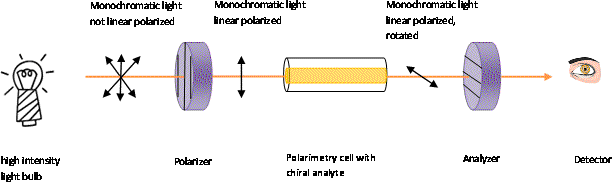 Monochromatic light
not linear polarized
Monochromatic light
linear polarized
Monochromatic light
linear polarized,
rotated
high intensity
light bulb
Polarizer
Polarimetry cell with
chiral analyte
Analyzer
Detector